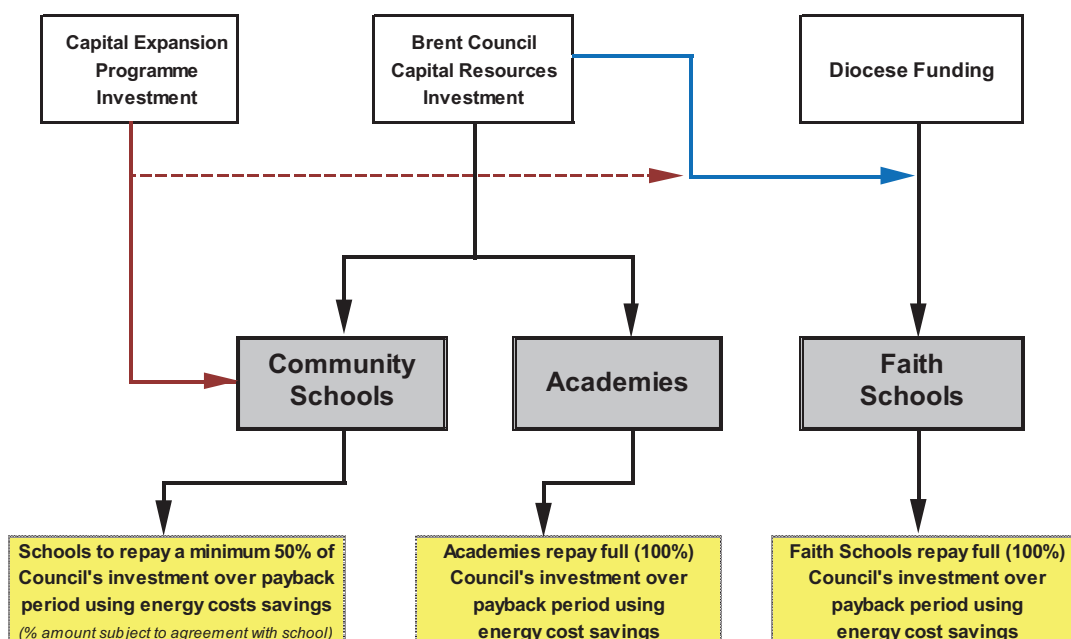 Capital Expansion
Programme
Investment
Brent Council
Capital Resources
Investment
Diocese Funding
Community
Schools
Academies
Faith
Schools
Schools to repay a minimum 50% of
Council's investment over payback
period using energy costs savings
(% amount subject to agreement with school)
Academies repay full (100%)
Council's investment over
payback period using
energy cost savings
Faith Schools repay full (100%)
Council's investment over
payback period using
energy cost savings